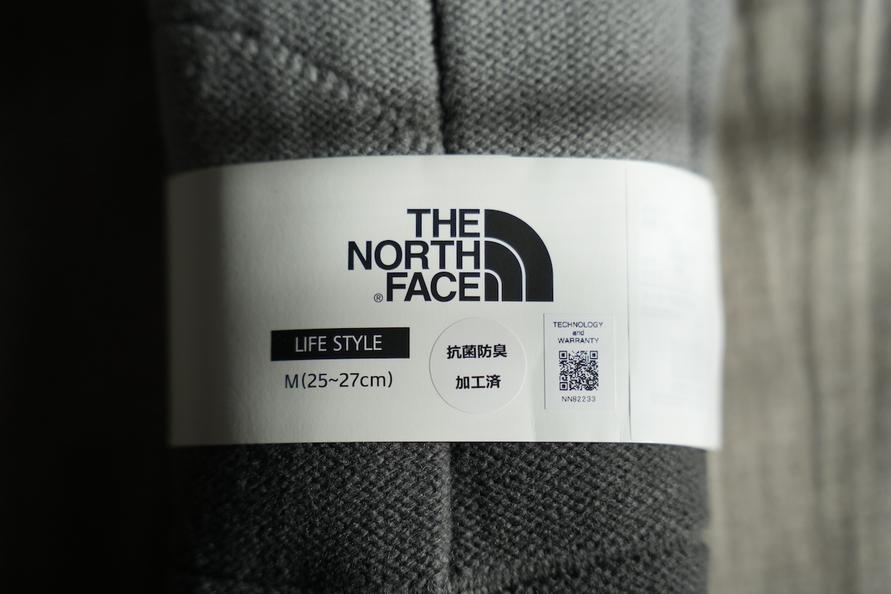 THE
NORTH
FACE
®
LIFE STYLE
M(25~27cm)
抗菌防臭
加工済
TECHNOLOGY
and
WARRANTY
NN82233